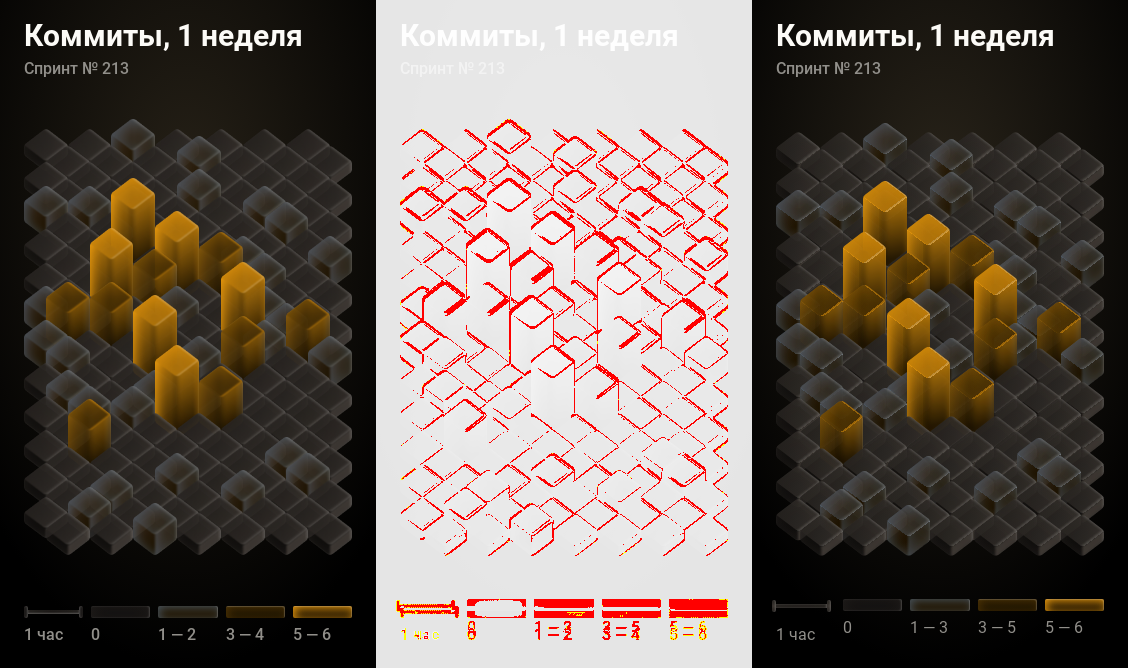 Коммиты, 1 неделя
Спринт № 213
1 час
0
1 — 2
3 — 4
5 — 6
Коммиты, 1 неделя
Спринт № 213
Коммиты, 1 неделя
Спринт № 213
1 час
0
1 — 3
3 — 5
5 — 6